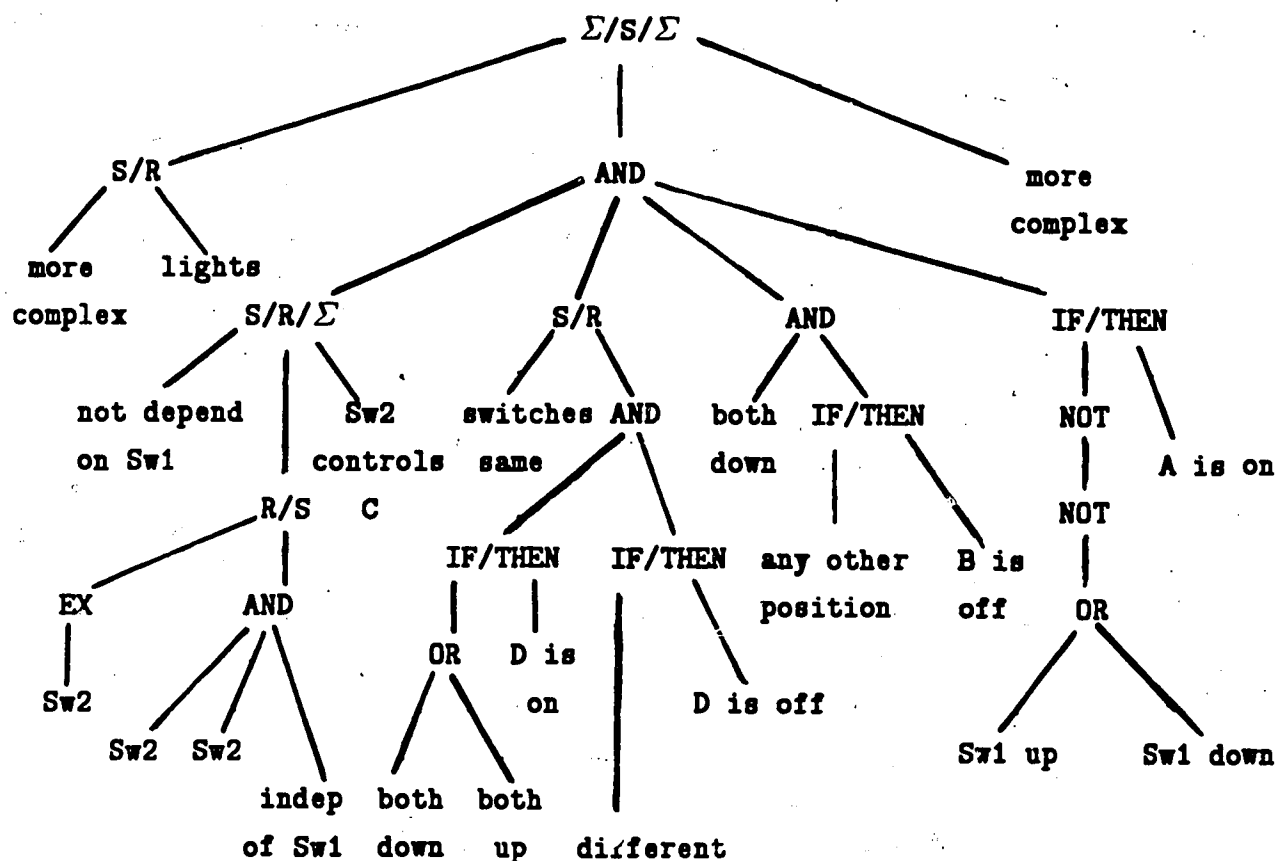 Σ/S/Σ
S/R AND more
complex
more lights
complex
S/R/Σ S/R AND IF/THEN
not depend Sw2 switches AND both IF/THEN NOT
on Sw1 controls same down A is on
R/S C NOT
IF/THEN IF/THEN any other B is
EX AND position off OR
OR D is
Sw2 on D is off
Sw2 Sw2 Sw1 up Sw1 down
indep both both
of Sw1 down up different